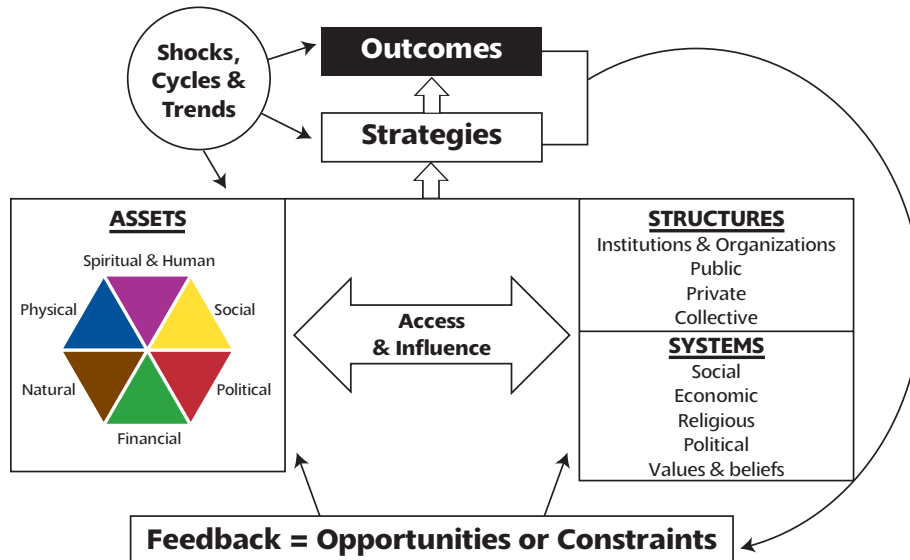 Shocks,
Cycles &
Trends
Outcomes
Strategies
ASSETS
Spiritual & Human
Physical
Social
Natural
Political
Financial
Access
& Influence
STRUCTURES
Institutions & Organizations
Public
Private
Collective
SYSTEMS
Social
Economic
Religious
Political
Values & beliefs
Feedback = Opportunities or Constraints